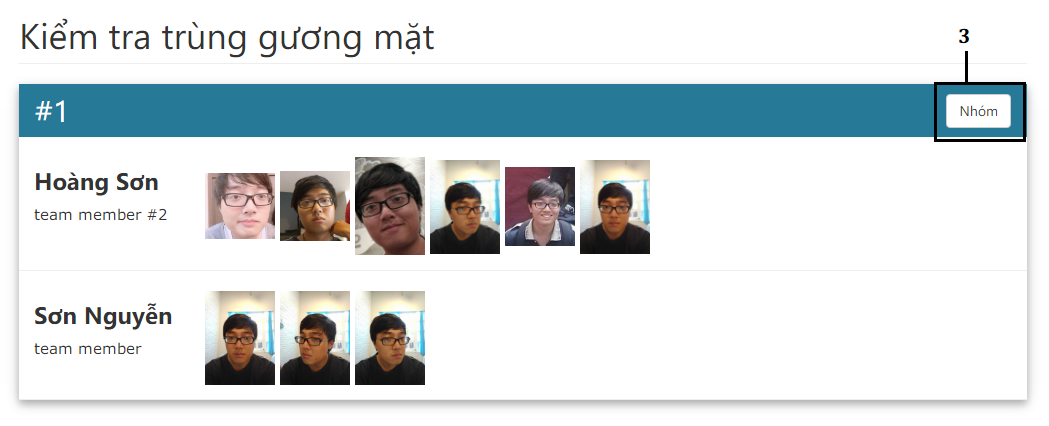 Kiểm tra trùng gương mặt
3
#1
Nhóm
Hoàng Sơn
team member #2
Sơn Nguyễn
team member